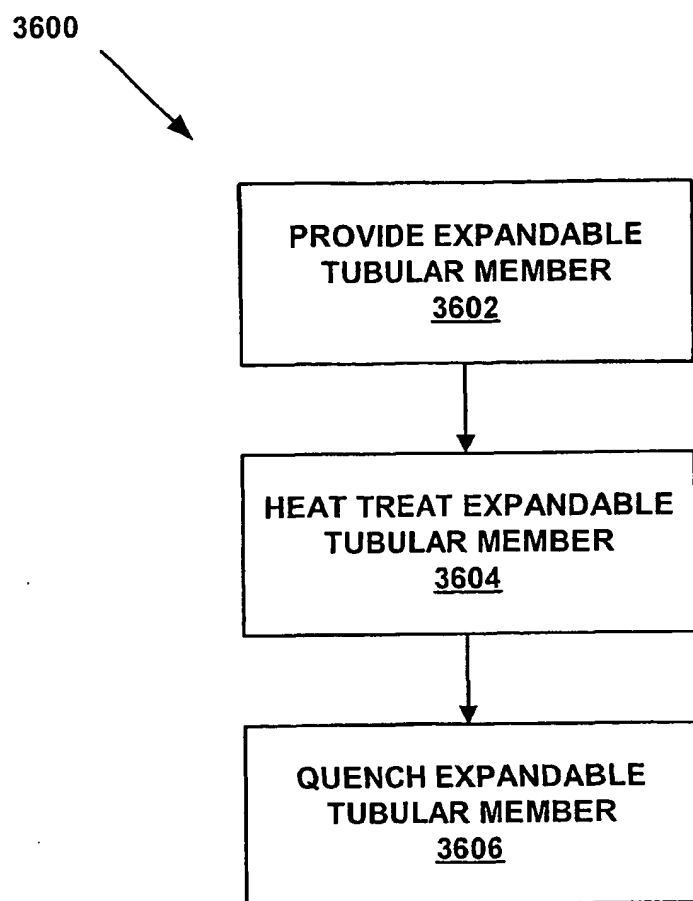 3600
PROVIDE EXPANDABLE
TUBULAR MEMBER
3602
HEAT TREAT EXPANDABLE
TUBULAR MEMBER
3604
QUENCH EXPANDABLE
TUBULAR MEMBER
3606